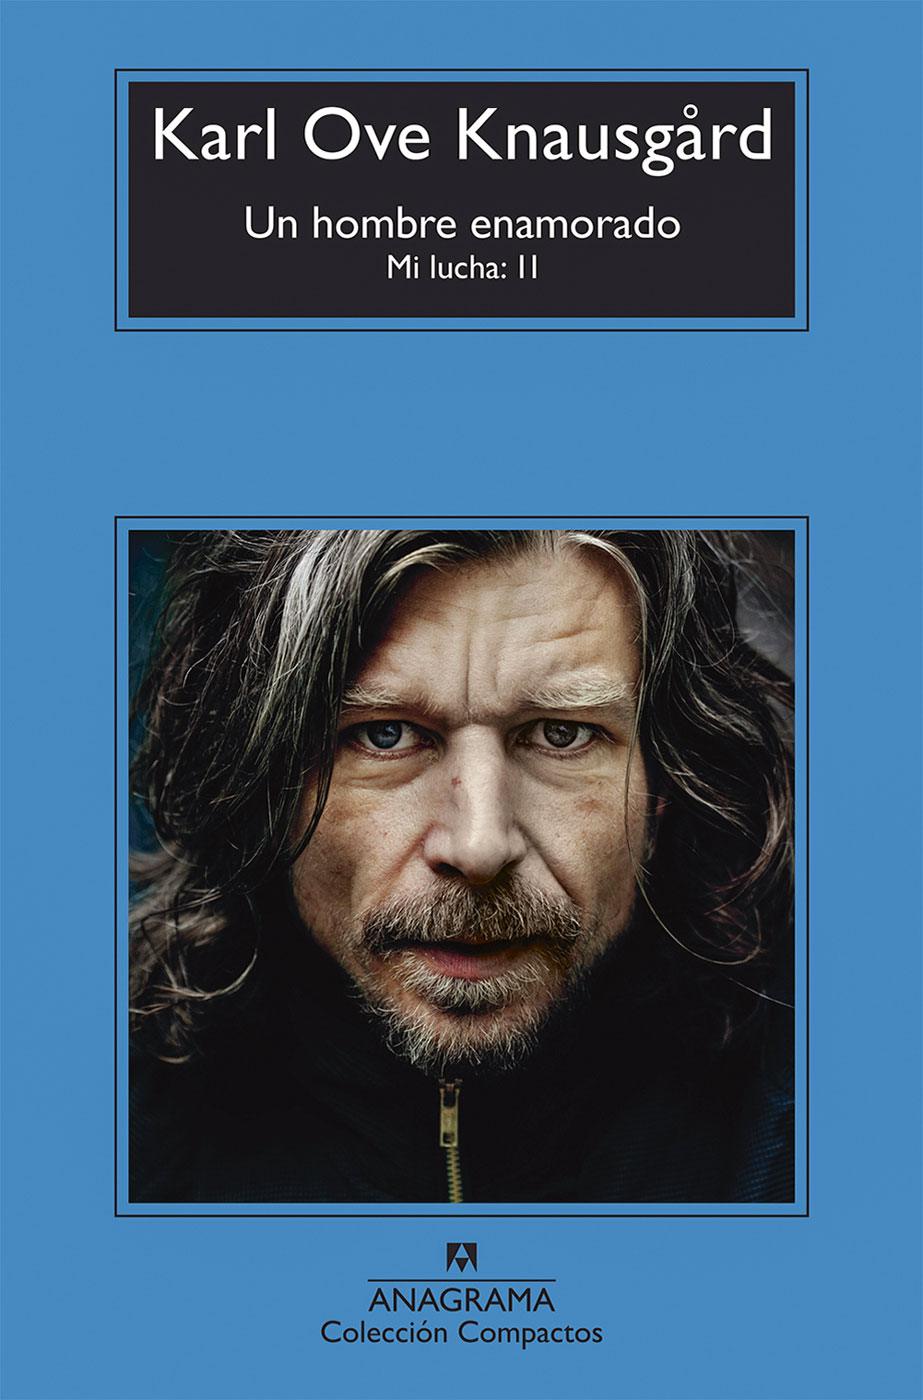 Karl Ove Knausgård
Un hombre enamorado
Mi lucha: II
ANAGRAMA
Colección Compactos